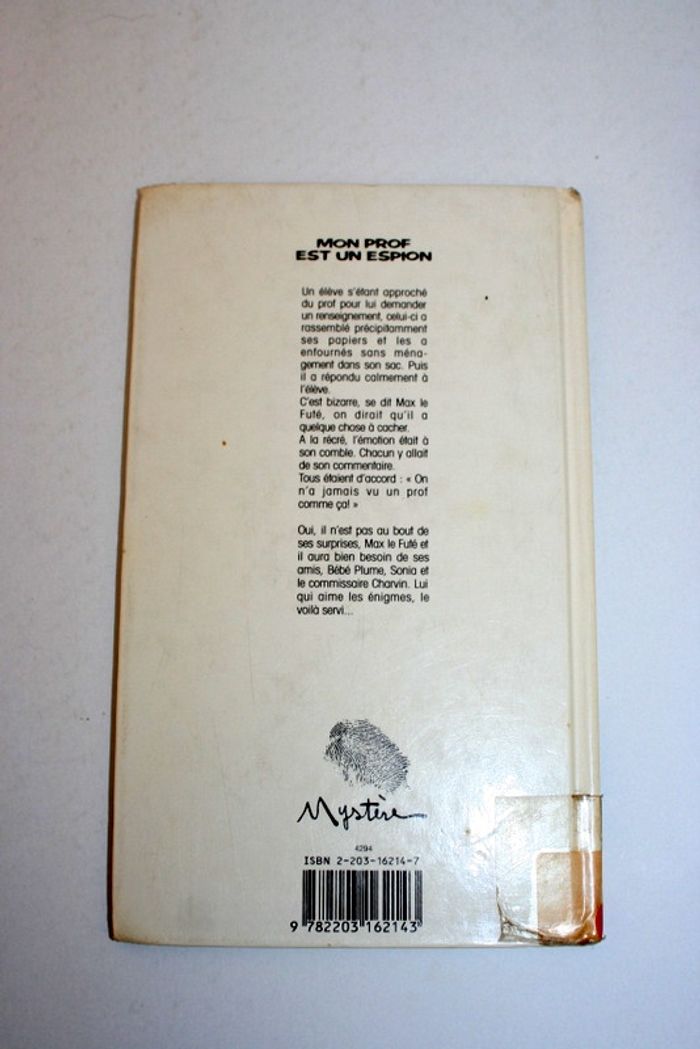 MON PROF
EST UN ESPION
Un élève s'étant approché
du prof pour lui demander
un renseignement, celui-ci a
rassemblé précipitamment
ses papiers et les a
enfournés sans ména-
gement dans son sac. Puis
il a répondu calmement à
l'élève.
C'est bizarre, se dit Max le
Futé, on dirait qu'il a
quelque chose à cacher.
A la récré, l'émotion était à
son comble. Chacun y allait
de son commentaire.
Tous étaient d'accord : « On
n'a jamais vu un prof
comme ça! »
Oui, il n'est pas au bout de
ses surprises, Max le Futé et
il aura bien besoin de ses
amis, Bébé Plume, Sonia et
le commissaire Charvin. Lui
qui aime les énigmes, le
voilà servi...
Mystère
4294
ISBN 2-203-16214-7
9 782203 162143